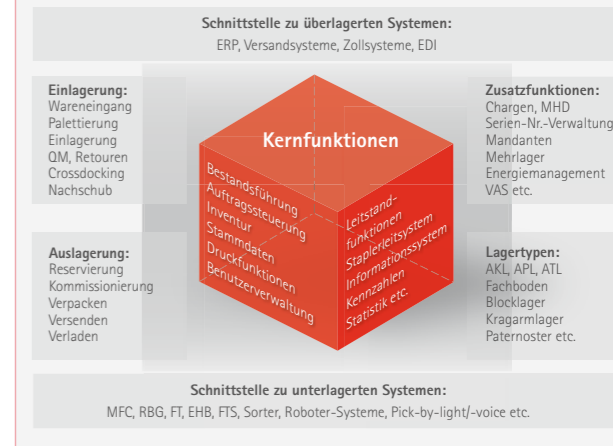 Schnittstelle zu überlagerten Systemen:
ERP, Versandsysteme, Zollsysteme, EDI
Einlagerung:
Wareneingang
Palettierung
Einlagerung
QM, Retouren
Crossdocking
Nachschub
Auslagerung:
Reservierung
Kommissionierung
Verpacken
Versenden
Verladen
Kernfunktionen
Bestandsführung
Auftragssteuerung
Inventur
Stammdaten
Druckfunktionen
Benutzerverwaltung
Leitstand-
funktionen
Staplerleitsystem
Informationssystem
Kennzahlen
Statistik etc.
Zusatzfunktionen:
Chargen, MHD
Serien-Nr.-Verwaltung
Mandanten
Mehrlager
Energiemanagement
VAS etc.
Lagertypen:
AKL, APL, ATL
Fachboden
Blocklager
Kragarmlager
Paternoster etc.
Schnittstelle zu unterlagerten Systemen:
MFC, RBG, FT, EHB, FTS, Sorter, Roboter-Systeme, Pick-by-light/-voice etc.